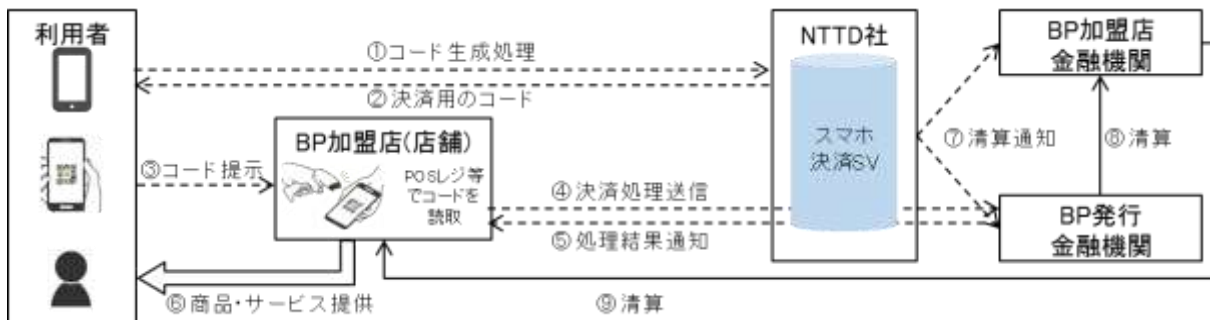 利用者
①コード生成処理
②決済用のコード
③コード提示
BP加盟店(店舗)
POSレジ等
でコードを
読取
④決済処理送信
⑤処理結果通知
⑥商品・サービス提供
NTTD社
スマホ
決済SV
⑦清算通知
BP加盟店
金融機関
⑧清算
BP発行
金融機関
⑨清算